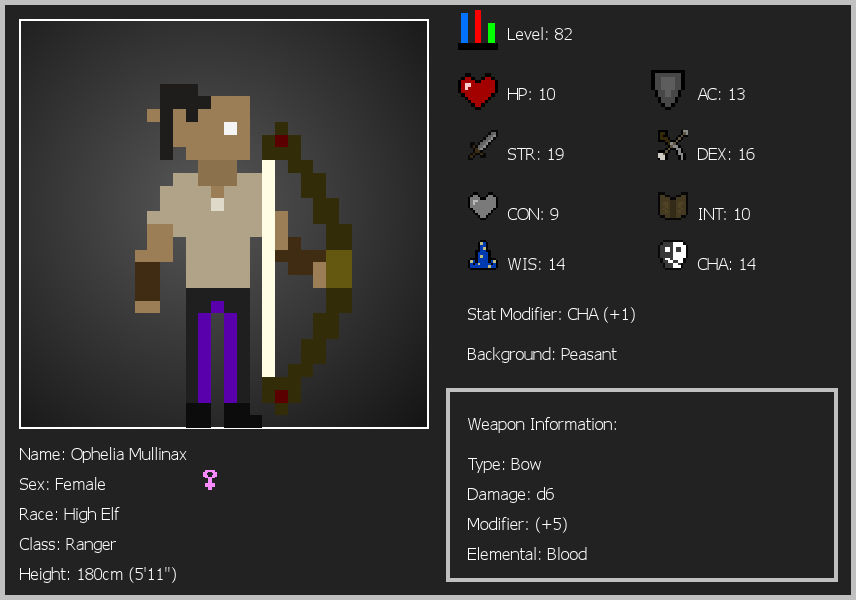 Level: 82
HP: 10
AC: 13
STR: 19
DEX: 16
CON: 9
INT: 10
WIS: 14
CHA: 14
Stat Modifier: CHA (+1)
Background: Peasant
Weapon Information:
Type: Bow
Damage: d6
Modifier: (+5)
Elemental: Blood
Name: Ophelia Mullinax
Sex: Female
Race: High Elf
Class: Ranger
Height: 180cm (5'11")